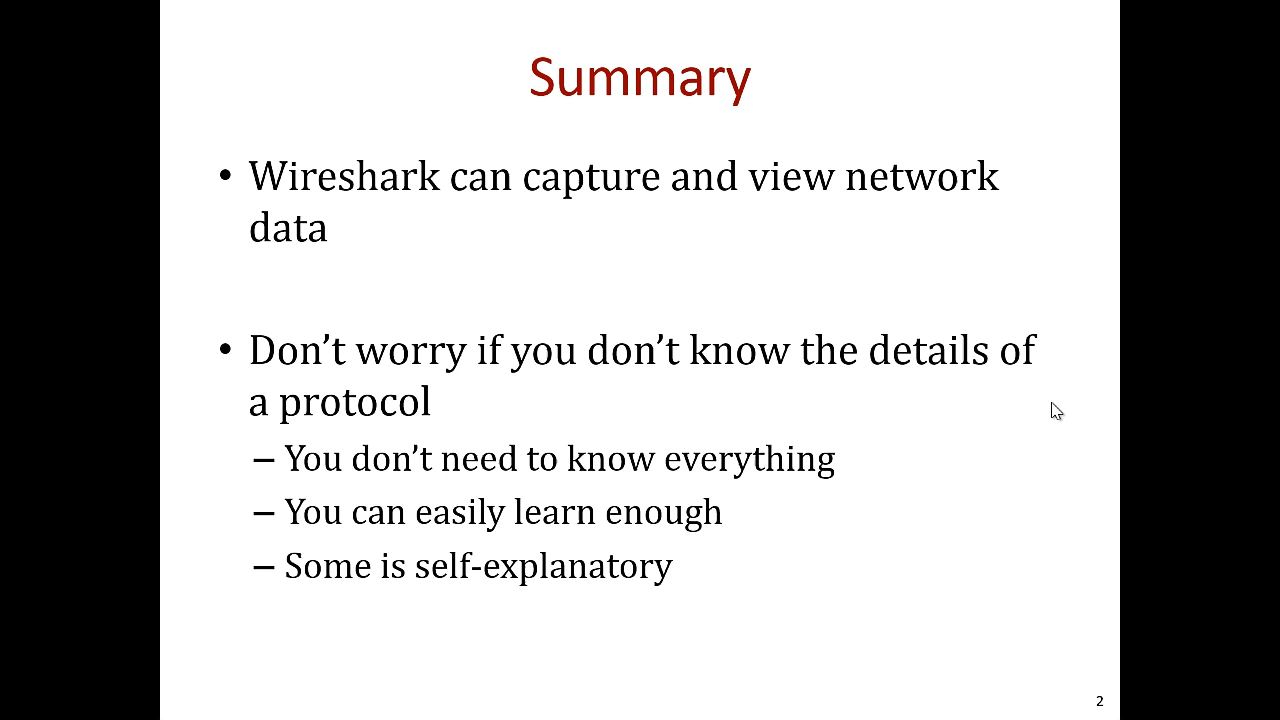 Summary
• Wireshark can capture and view network
data
• Don’t worry if you don’t know the details of
a protocol
– You don’t need to know everything
– You can easily learn enough
– Some is self-explanatory
2